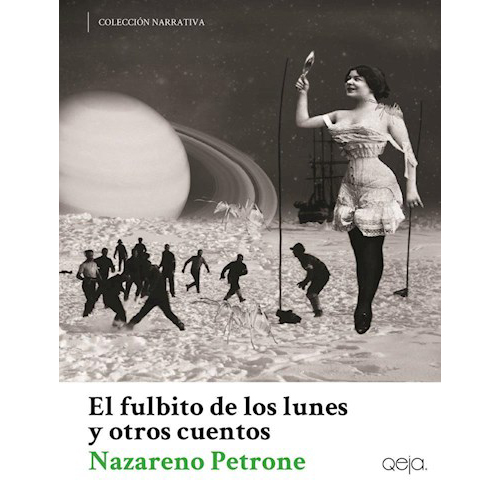 COLECCIÓN NARRATIVA
El fulbito de los lunes
y otros cuentos
Nazareno Petrone
qeja.